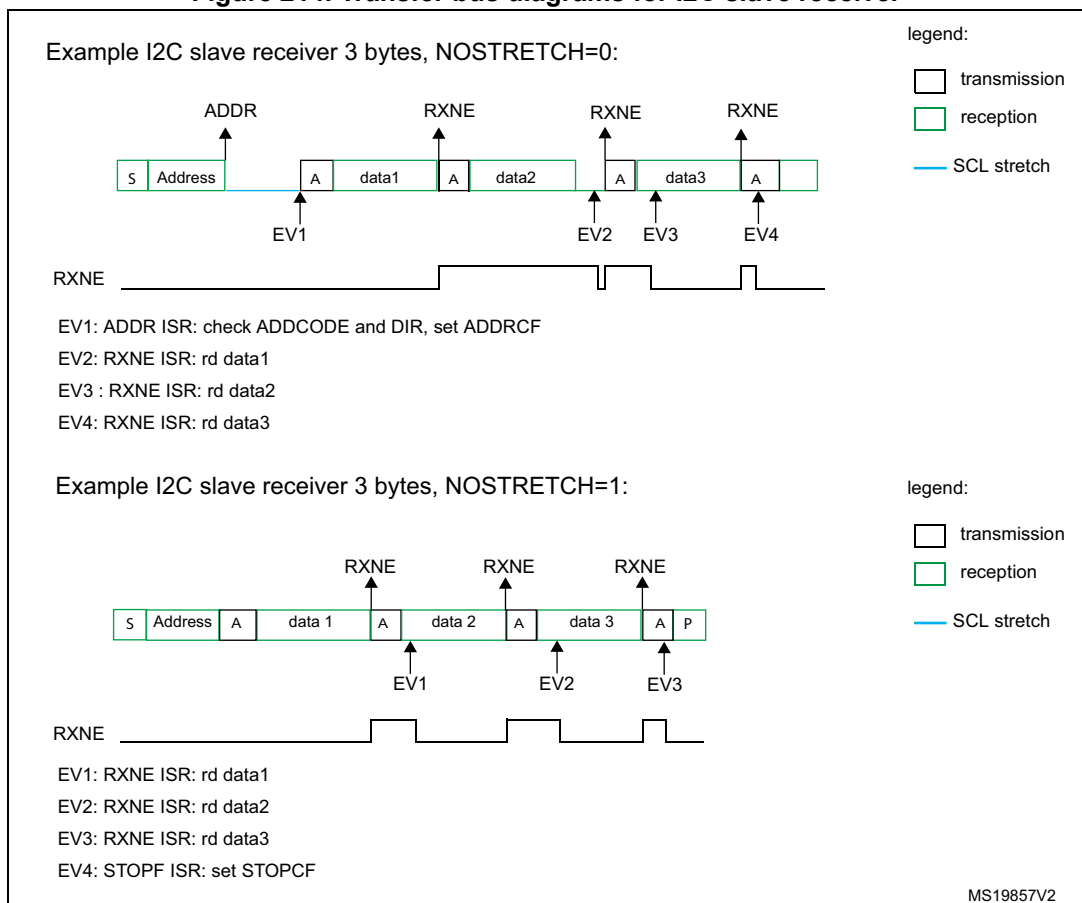 Example I2C slave receiver 3 bytes, NOSTRETCH=0:
legend:
transmission
reception
SCL stretch
ADDR RXNE RXNE RXNE
S Address A data1 A data2 A data3 A
EV1 EV2 EV3 EV4
RXNE
EV1: ADDR ISR: check ADDCODE and DIR, set ADDRCF
EV2: RXNE ISR: rd data1
EV3 : RXNE ISR: rd data2
EV4: RXNE ISR: rd data3
Example I2C slave receiver 3 bytes, NOSTRETCH=1:
legend:
transmission
reception
SCL stretch
RXNE RXNE RXNE
S Address A data 1 A data 2 A data 3 A P
EV1 EV2 EV3
RXNE
EV1: RXNE ISR: rd data1
EV2: RXNE ISR: rd data2
EV3: RXNE ISR: rd data3
EV4: STOPF ISR: set STOPCF
MS19857V2